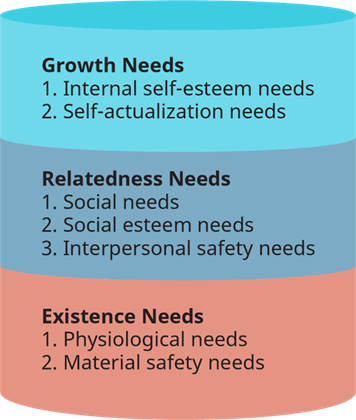 Growth Needs
1. Internal self-esteem needs
2. Self-actualization needs
Relatedness Needs
1. Social needs
2. Social esteem needs
3. Interpersonal safety needs
Existence Needs
1. Physiological needs
2. Material safety needs